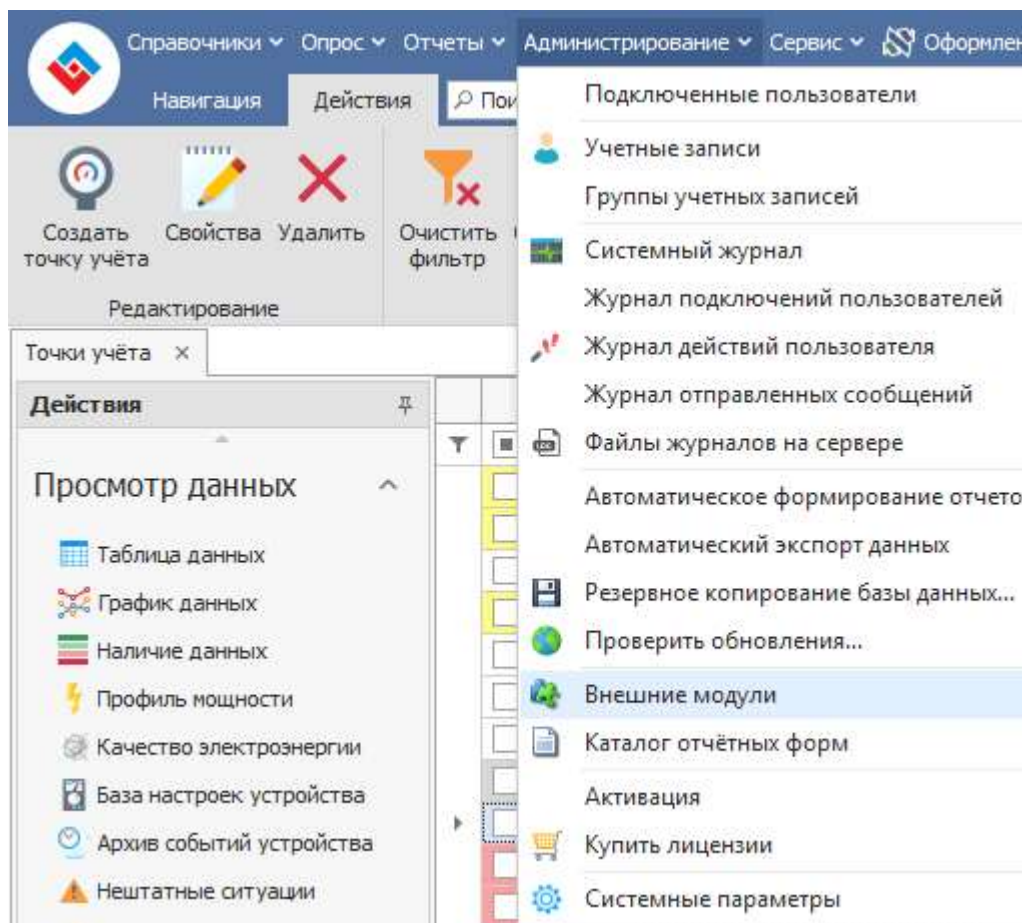 Справочники Опрос Отчеты Администрирование Сервис
Навигация Действия
Создать точку учёта
Свойства
Удалить
Очистить фильтр
Редактирование
Точки учёта
Действия
Просмотр данных
Таблица данных
График данных
Наличие данных
Профиль мощности
Качество электроэнергии
База настроек устройства
Архив событий устройства
Нештатные ситуации
Подключенные пользователи
Учетные записи
Группы учетных записей
Системный журнал
Журнал подключений пользователей
Журнал действий пользователя
Журнал отправленных сообщений
Файлы журналов на сервере
Автоматическое формирование отчето
Автоматический экспорт данных
Резервное копирование базы данных...
Проверить обновления...
Внешние модули
Каталог отчётных форм
Активация
Купить лицензии
Системные параметры